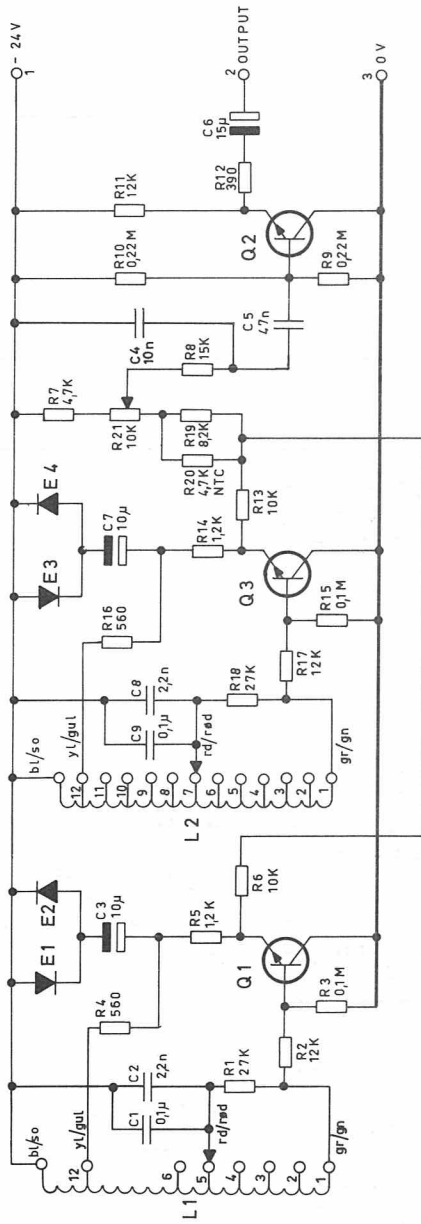 - 24V
1
2
OUTPUT
3
0V
C6
15µ
R12
390
R11
12K
Q2
R10
0,22M
R9
0,22M
C5
47n
C4
10n
R8
15K
R7
4,7K
R21
10K
R19
8,2K
R20
4,7K
NTC
R13
10K
E4
E3
C7
10µ
R14
1,2K
Q3
R16
560
R15
0,1M
R17
12K
R18
27K
C8
2,2n
C9
0,1µ
rd/rød
gr/gn
bl/so
yl/gul
12
11
10
9
8
7
6
5
4
3
2
1
L2
E2
E1
C3
10µ
R5
1,2K
R6
10K
Q1
R4
560
R3
0,1M
R2
12K
R1
27K
C2
2,2n
C1
0,1µ
rd/rød
gr/gn
bl/so
yl/gul
12
6
5
4
3
2
1
L1